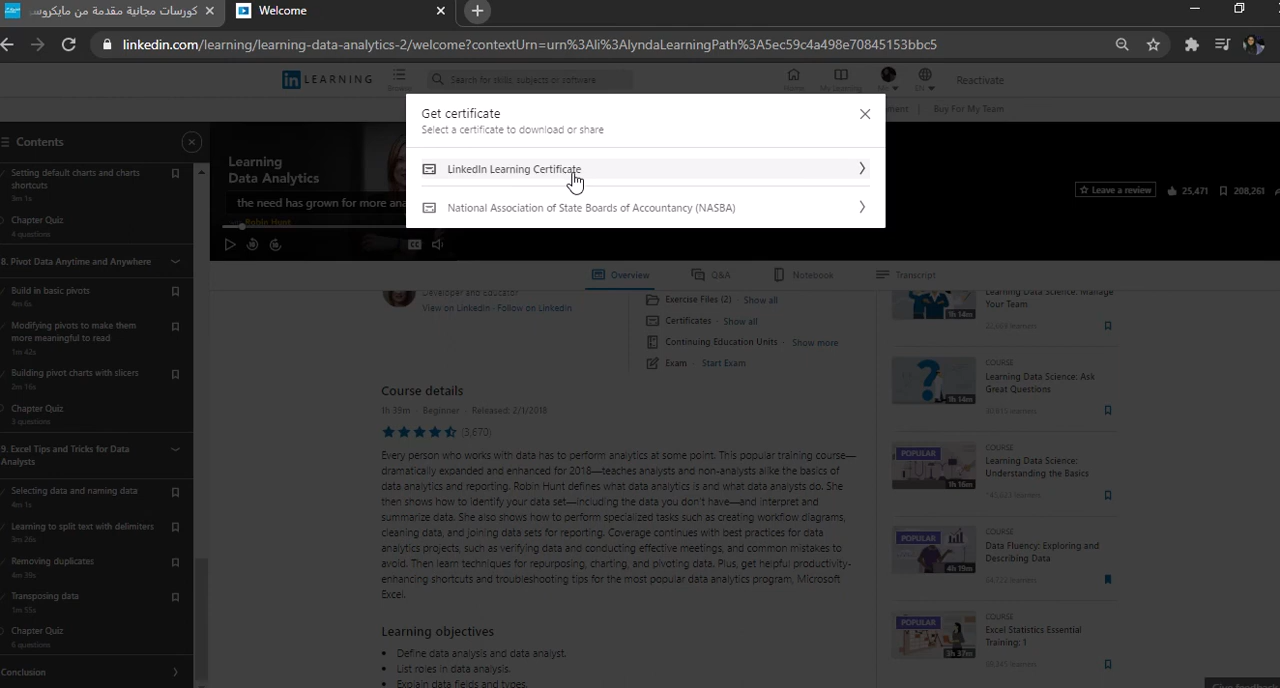 كورسات مجانية مقدمة من مايكروس
Welcome
linkedin.com/learning/learning-data-analytics-2/welcome?contextUrn=urn%3Ali%3AlyndaLearningPath%3A5ec59c4a498e70845153bbc5
in LEARNING
Browse
Search for skills, subjects or software
Home
My Learning
Me
EN
Reactivate
Buy For My Team
Get certificate
Select a certificate to download or share
LinkedIn Learning Certificate
National Association of State Boards of Accountancy (NASBA)
Contents
Setting default charts and charts
shortcuts
3m 1s
Chapter Quiz
4 questions
8. Pivot Data Anytime and Anywhere
Build in basic pivots
4m 6s
Modifying pivots to make them
more meaningful to read
1m 42s
Building pivot charts with slicers
2m 16s
Chapter Quiz
3 questions
9. Excel Tips and Tricks for Data
Analysts
Selecting data and naming data
4m 1s
Learning to split text with delimiters
Removing duplicates
4m 39s
Transposing data
1m 55s
Chapter Quiz
6 questions
Conclusion
Learning
Data Analytics
the need has grown for more ana
Robin Hunt
CC
Leave a review
25,471
208,261
Overview
Q&A
Notebook
Transcript
Developer and Educator
View on LinkedIn · Follow on LinkedIn
Exercise Files (2) · Show all
Certificates · Show all
Continuing Education Units · Show more
Exam · Start Exam
Course details
1h 33m · Beginner · Released: 2/1/2018
(3,670)
Every person who works with data has to perform analytics at some point. This popular training course—
dramatically expanded and enhanced for 2018—teaches analysts and non-analysts alike the basics of
data analytics and reporting. Robin Hunt defines what data analytics is and what data analysts do. She
then shows how to identify your data set—including the data you don't have—and interpret and
summarize data. She also shows how to perform specialized tasks such as creating workflow diagrams,
cleaning data, and joining data sets for reporting. Coverage continues with best practices for data
analytics projects, such as verifying data and conducting effective meetings, and common mistakes to
avoid. Then learn techniques for repurposing, charting, and pivoting data. Plus, get helpful productivity-
enhancing shortcuts and troubleshooting tips for the most popular data analytics program, Microsoft
Excel.
Learning objectives
• Define data analysis and data analyst.
• List roles in data analysis.
• Explain data fields and types.
Learning Data Science: Manage
Your Team
1h 14m
COURSE
Learning Data Science: Ask
Great Questions
POPULAR
1h 16m
COURSE
Learning Data Science:
Understanding the Basics
POPULAR
4h 19m
COURSE
Data Fluency: Exploring and
Describing Data
POPULAR
3h 37m
COURSE
Excel Statistics Essential
Training: 1
Give feedback